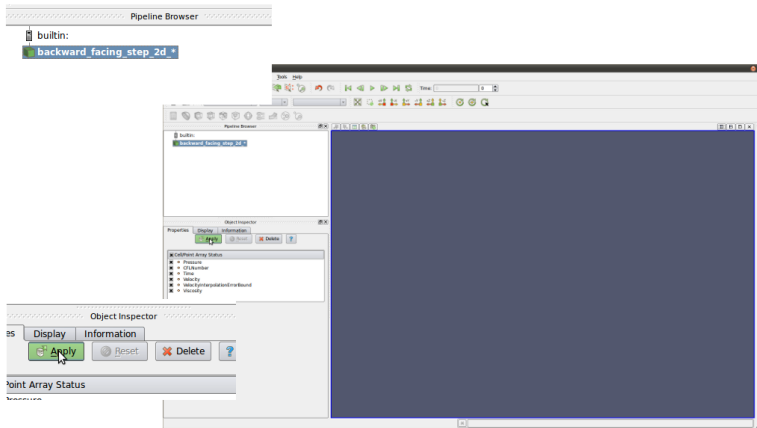 Pipeline Browser
builtin:
backward_facing_step_2d_*
Tools Help
Time:
Pipeline Browser
builtin:
backward_facing_step_2d_*
Object Inspector
Properties Display Information
Apply Reset Delete ?
Cell/Point Array Status
Pressure
CFLNumber
Time
Velocity
VelocityInterpolationErrorBound
Viscosity
Object Inspector
es Display Information
Apply Reset Delete ?
Point Array Status
Pressure